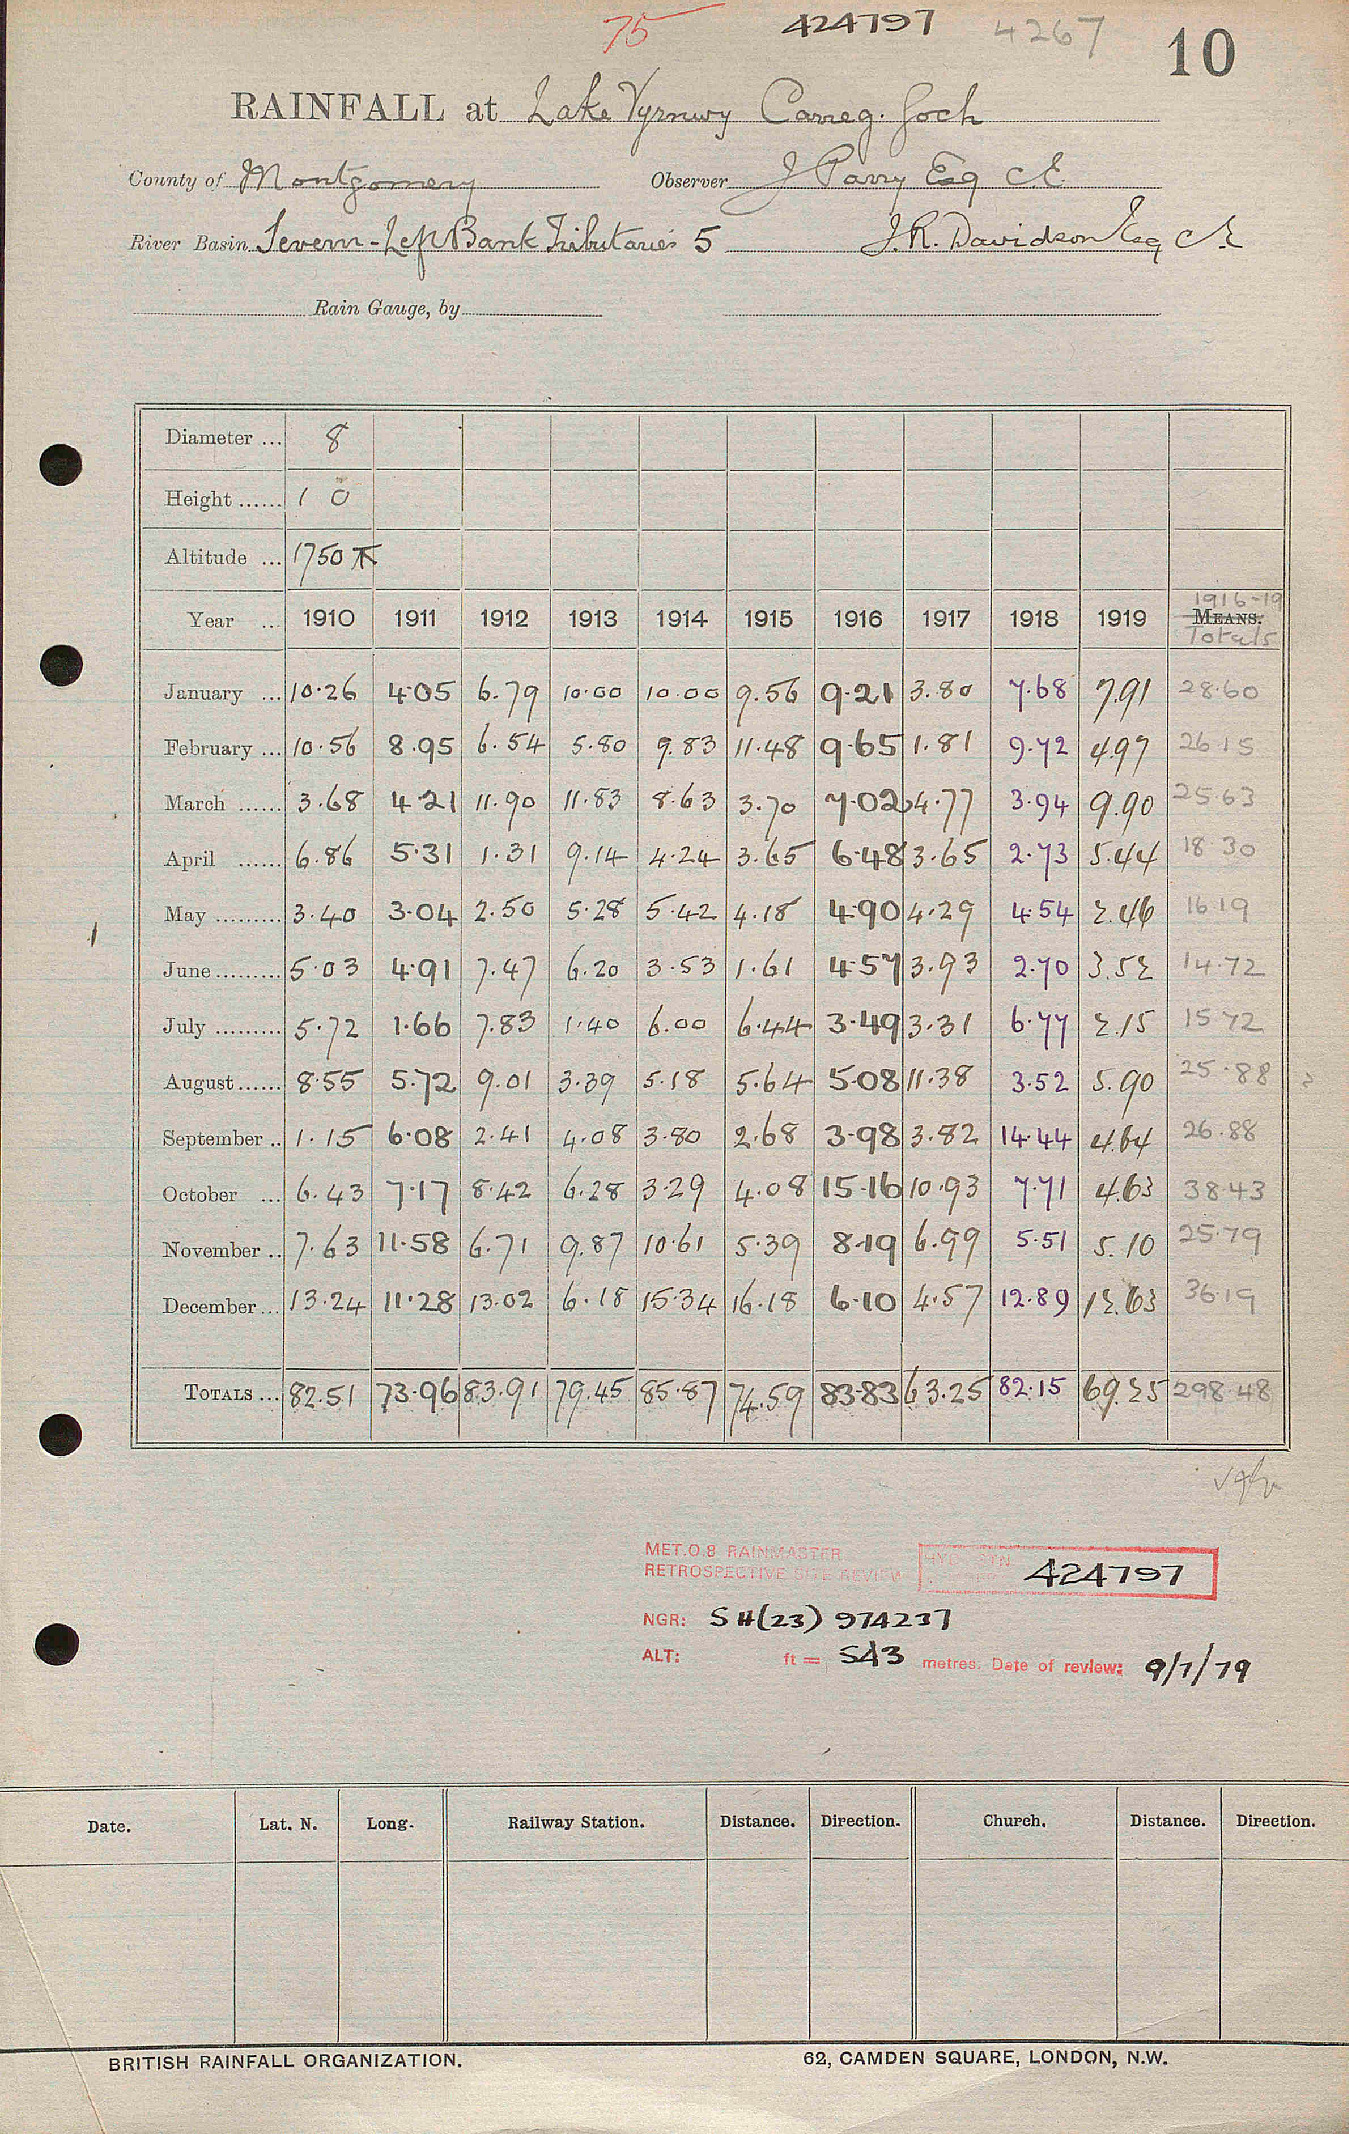 75 424797 4267 10
RAINFALL at Lake Vyrnwy Carreg. Goch
County of Montgomery Observer J Parry Esq C.E.
River Basin Severn - Left Bank Tributaries 5 J. R. Davidson Esq C.E.
Rain Gauge, by
Diameter ... 8
Height ...... 1 0
Altitude ... 1750
1916-19
Year ... 1910 1911 1912 1913 1914 1915 1916 1917 1918 1919 MEANS.
Totals
January ... 10.26 4.05 6.79 10.00 10.00 9.56 9.21 3.80 7.68 7.91 28.60
February ... 10.56 8.95 6.54 5.80 9.83 11.48 9.65 1.81 9.72 4.97 26.15
March ...... 3.68 4.21 11.90 11.83 8.63 3.70 7.02 4.77 3.94 9.90 25.63
April ...... 6.86 5.31 1.31 9.14 4.24 3.65 6.48 3.65 2.73 5.44 18.30
May ......... 3.40 3.04 2.50 5.28 5.42 4.18 4.90 4.29 4.54 2.46 16.19
June ......... 5.03 4.91 7.47 6.20 3.53 1.61 4.57 3.93 2.70 3.52 14.72
July ......... 5.72 1.66 7.83 1.40 6.00 6.44 3.49 3.31 6.77 2.15 15.72
August ...... 8.55 5.72 9.01 3.39 5.18 5.64 5.08 11.38 3.52 5.90 25.88
September .. 1.15 6.08 2.41 4.08 3.80 2.68 3.98 3.82 14.44 4.64 26.88
October ... 6.43 7.17 8.42 6.28 3.29 4.08 15.16 10.93 7.71 4.63 38.43
November .. 7.63 11.58 6.71 9.87 10.61 5.39 8.19 6.99 5.51 5.10 25.79
December ... 13.24 11.28 13.02 6.18 15.34 16.18 6.10 4.57 12.89 12.63 36.19
TOTALS ... 82.51 73.96 83.91 79.45 85.87 74.59 83.83 63.25 82.15 69.25 298.48
MET.O.8 RAINMASTER
RETROSPECTIVE SITE REVIEW 424797
NGR: SH(23) 974237
ALT: ft = 543 metres. Date of review: 9/7/79
Date. Lat. N. Long. Railway Station. Distance. Direction. Church. Distance. Direction.
BRITISH RAINFALL ORGANIZATION. 62, CAMDEN SQUARE, LONDON, N.W.